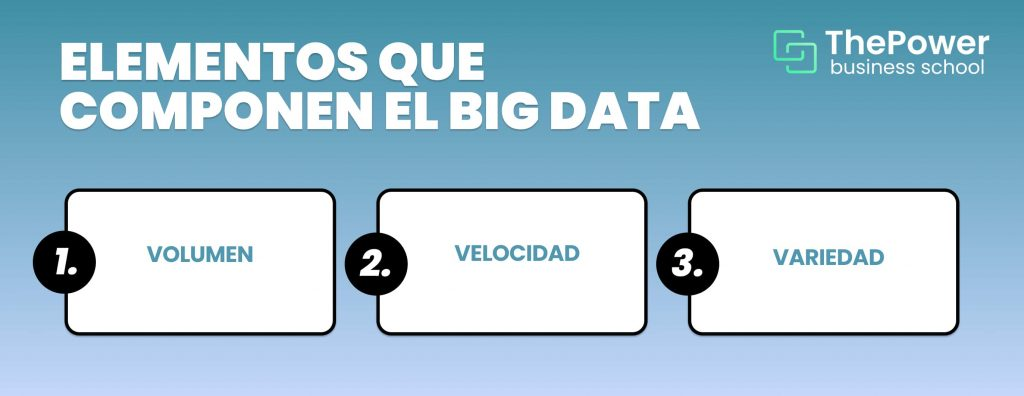 ELEMENTOS QUE
COMPONEN EL BIG DATA
ThePower
business school
1.
VOLUMEN
2.
VELOCIDAD
3.
VARIEDAD